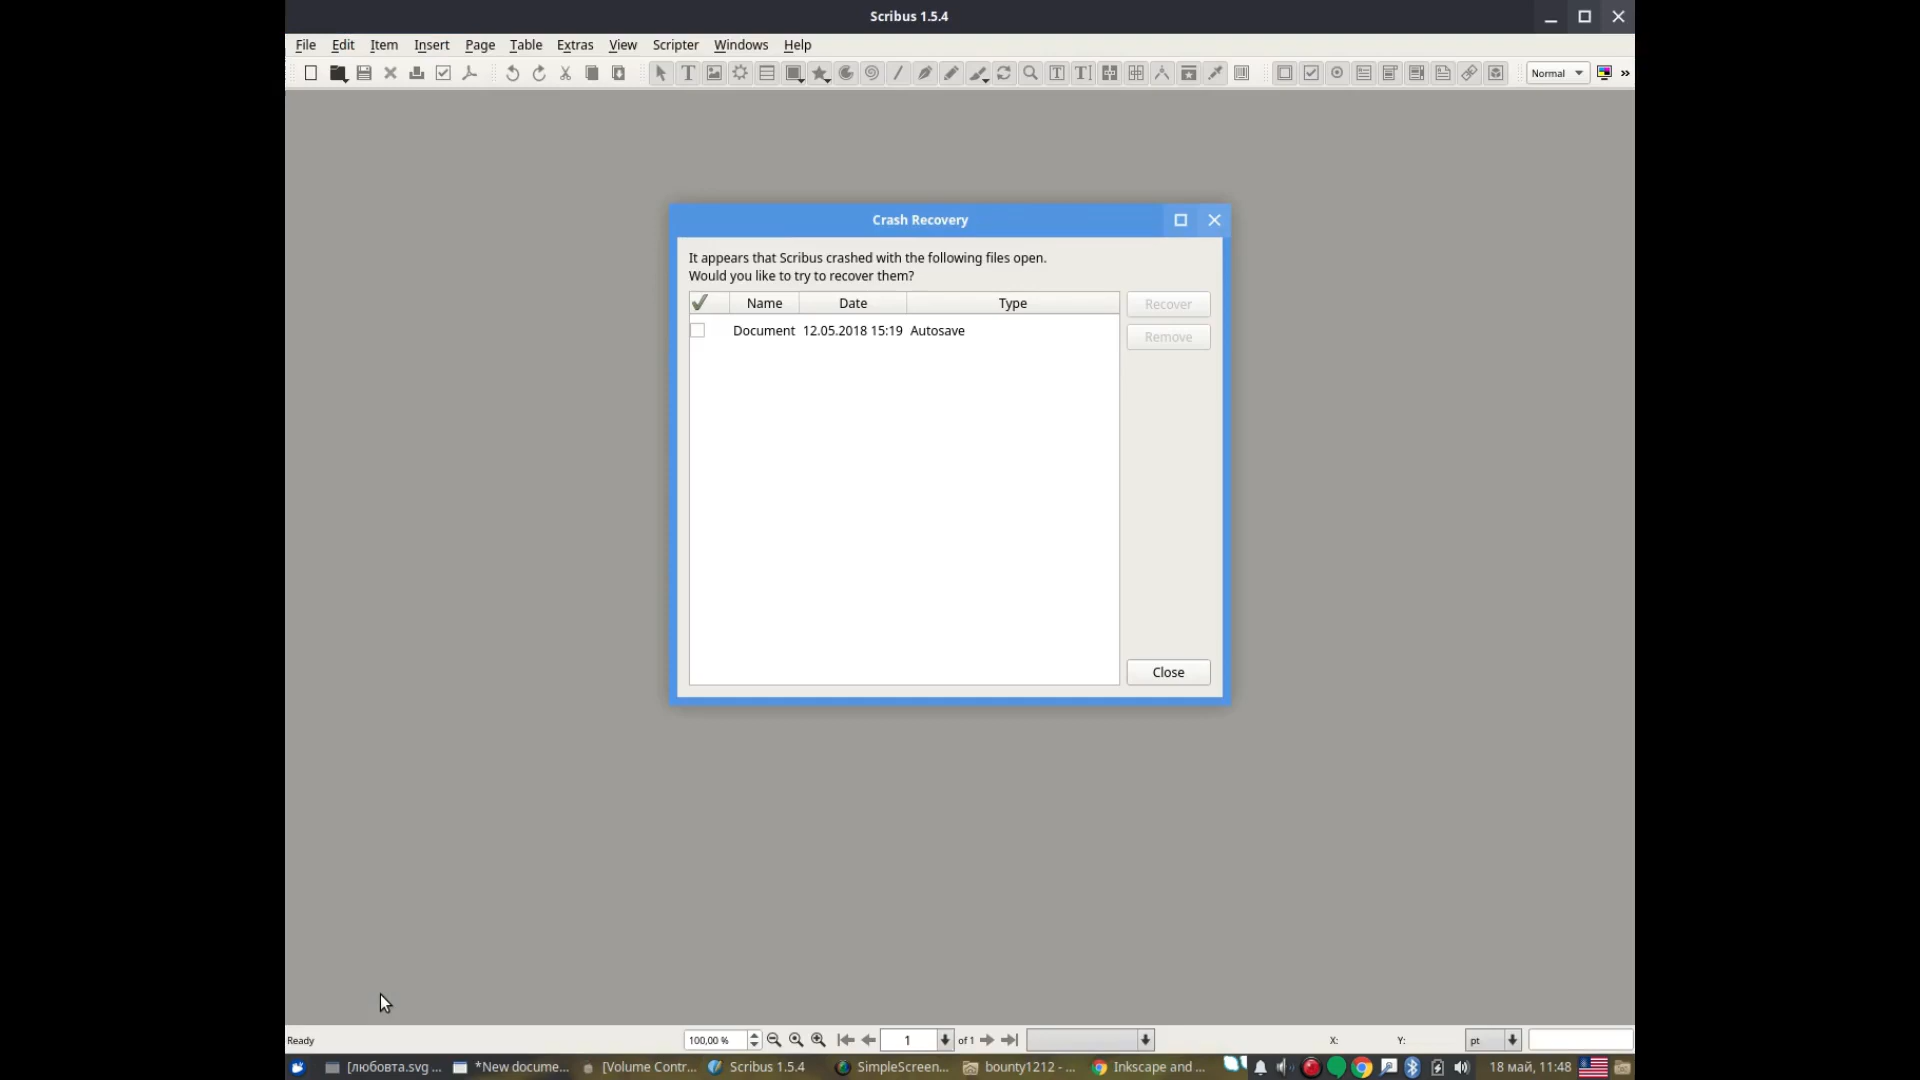 Scribus 1.5.4
File Edit Item Insert Page Table Extras View Scripter Windows Help
Normal »
Crash Recovery
It appears that Scribus crashed with the following files open.
Would you like to try to recover them?
Name Date Type
Recover
Document 12.05.2018 15:19 Autosave
Remove
Close
Ready 100,00 % 1 of 1 X: Y: pt
[любовта.svg ... *New docume... [Volume Contr... Scribus 1.5.4 SimpleScreen... bounty1212 - ... Inkscape and ... 18 май, 11:48